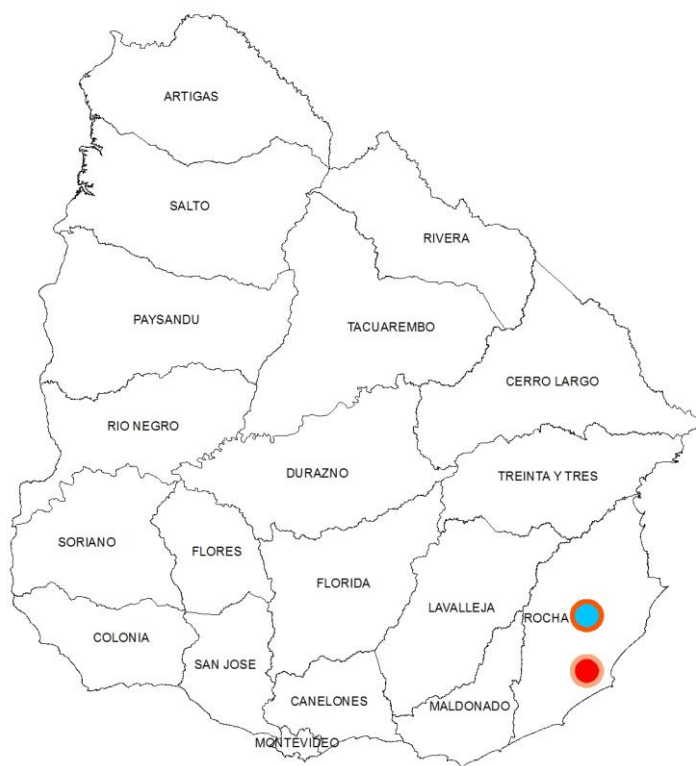 ARTIGAS
SALTO
RIVERA
PAYSANDU
TACUAREMBO
CERRO LARGO
RIO NEGRO
DURAZNO
TREINTA Y TRES
SORIANO
FLORES
FLORIDA
LAVALLEJA
ROCHA
COLONIA
SAN JOSE
CANELONES
MALDONADO
MONTEVIDEO